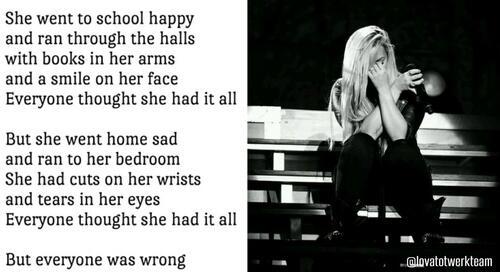 She went to school happy
and ran through the halls
with books in her arms
and a smile on her face
Everyone thought she had it all
But she went home sad
and ran to her bedroom
She had cuts on her wrists
and tears in her eyes
Everyone thought she had it all
But everyone was wrong
@lovatotwerkteam